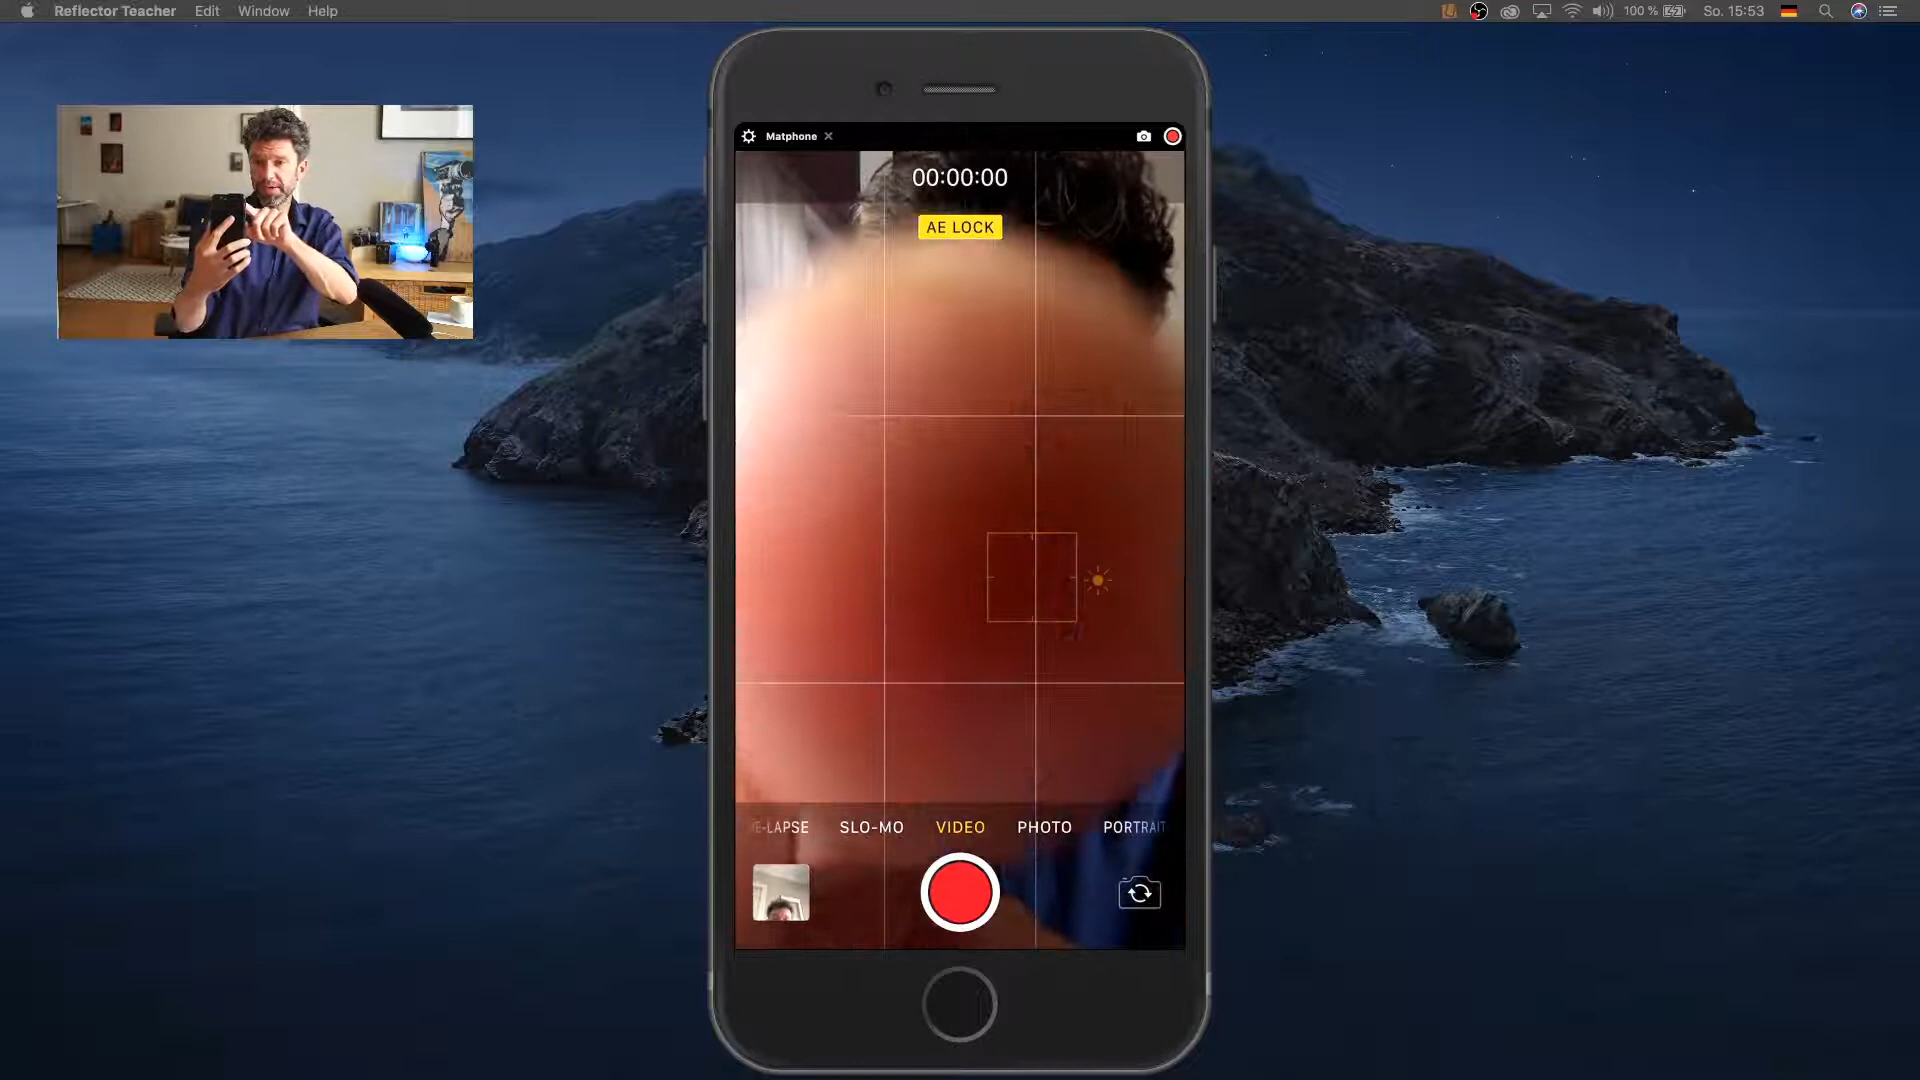 Reflector Teacher Edit Window Help 100 % So. 15:53
Matphone
00:00:00
AE LOCK
E-LAPSE SLO-MO VIDEO PHOTO PORTRAIT